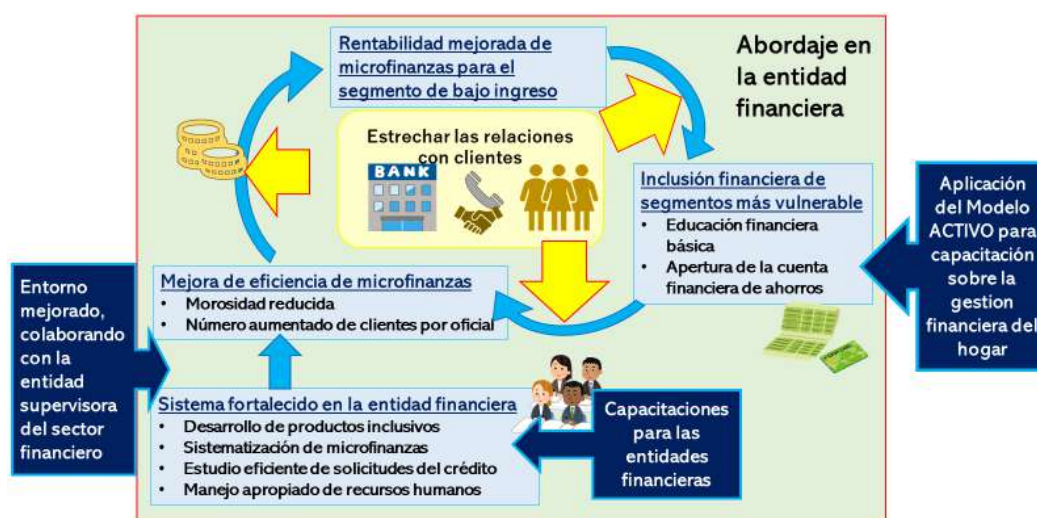 Abordaje en
la entidad
financiera
Rentabilidad mejorada de
microfinanzas para el
segmento de bajo ingreso
Estrechar las relaciones
con clientes
BANK
Inclusión financiera de
segmentos más vulnerable
• Educación financiera
básica
• Apertura de la cuenta
financiera de ahorros
Aplicación
del Modelo
ACTIVO para
capacitación
sobre la
gestion
financiera del
hogar
Mejora de eficiencia de microfinanzas
• Morosidad reducida
• Número aumentado de clientes por oficial
Entorno
mejorado,
colaborando
con la
entidad
supervisora
del sector
financiero
Sistema fortalecido en la entidad financiera
• Desarrollo de productos inclusivos
• Sistematización de microfinanzas
• Estudio eficiente de solicitudes del crédito
• Manejo apropiado de recursos humanos
Capacitaciones
para las
entidades
financieras